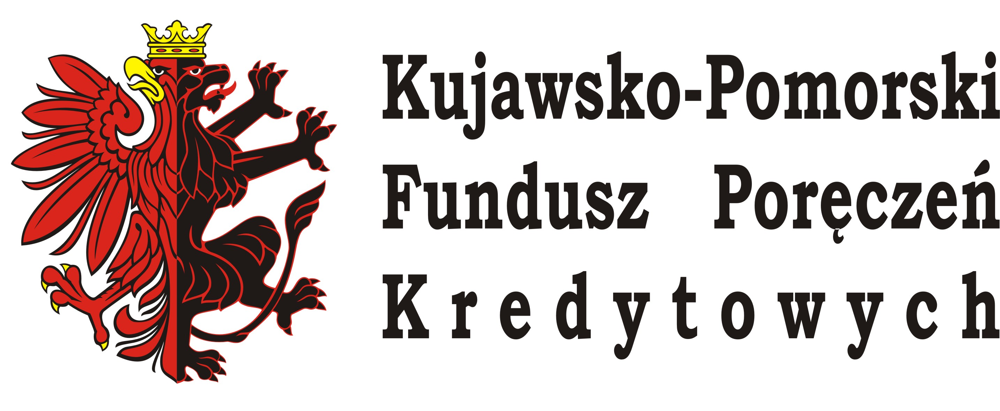 Kujawsko-Pomorski
Fundusz Poręczeń
Kredytowych